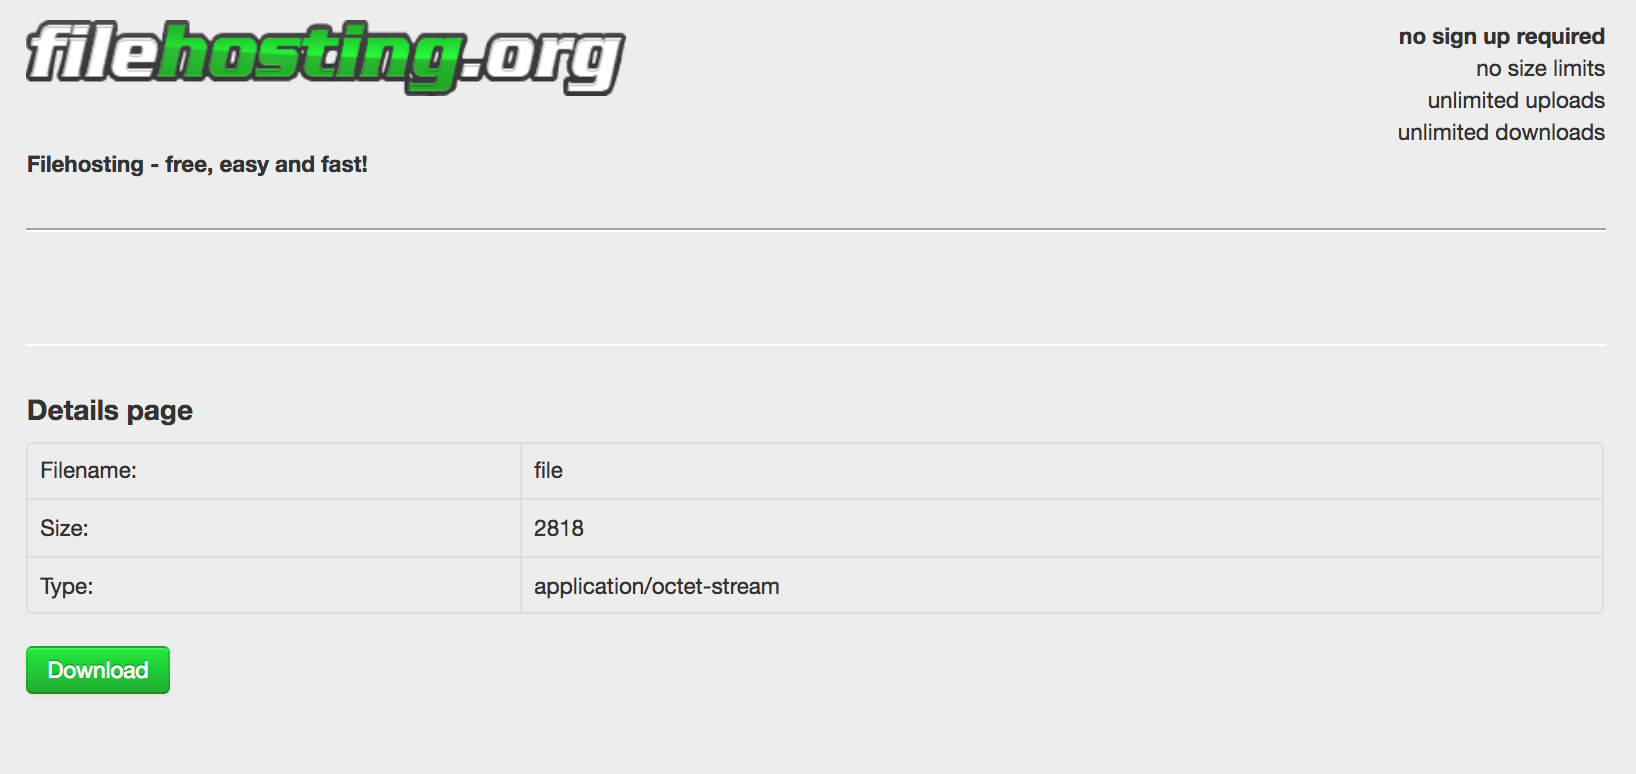 filehosting.org
no sign up required
no size limits
unlimited uploads
unlimited downloads
Filehosting - free, easy and fast!
Details page
Filename: file
Size: 2818
Type: application/octet-stream
Download